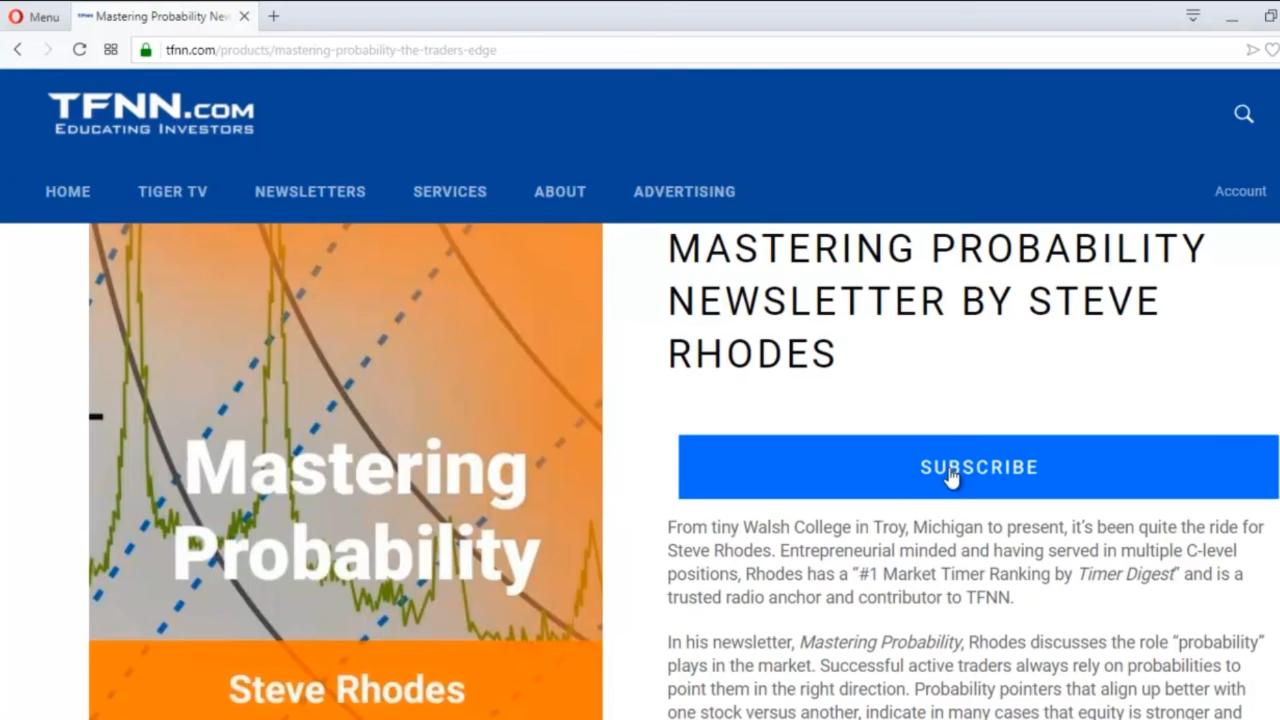 Menu
Mastering Probability New
tfnn.com/products/mastering-probability-the-traders-edge
TFNN.COM
EDUCATING INVESTORS
HOME TIGER TV NEWSLETTERS SERVICES ABOUT ADVERTISING Account
Mastering
Probability
Steve Rhodes
MASTERING PROBABILITY
NEWSLETTER BY STEVE
RHODES
SUBSCRIBE
From tiny Walsh College in Troy, Michigan to present, it’s been quite the ride for
Steve Rhodes. Entrepreneurial minded and having served in multiple C-level
positions, Rhodes has a “#1 Market Timer Ranking by Timer Digest” and is a
trusted radio anchor and contributor to TFNN.
In his newsletter, Mastering Probability, Rhodes discusses the role “probability”
plays in the market. Successful active traders always rely on probabilities to
point them in the right direction. Probability pointers that align up better with
one stock versus another, indicate in many cases that equity is stronger and